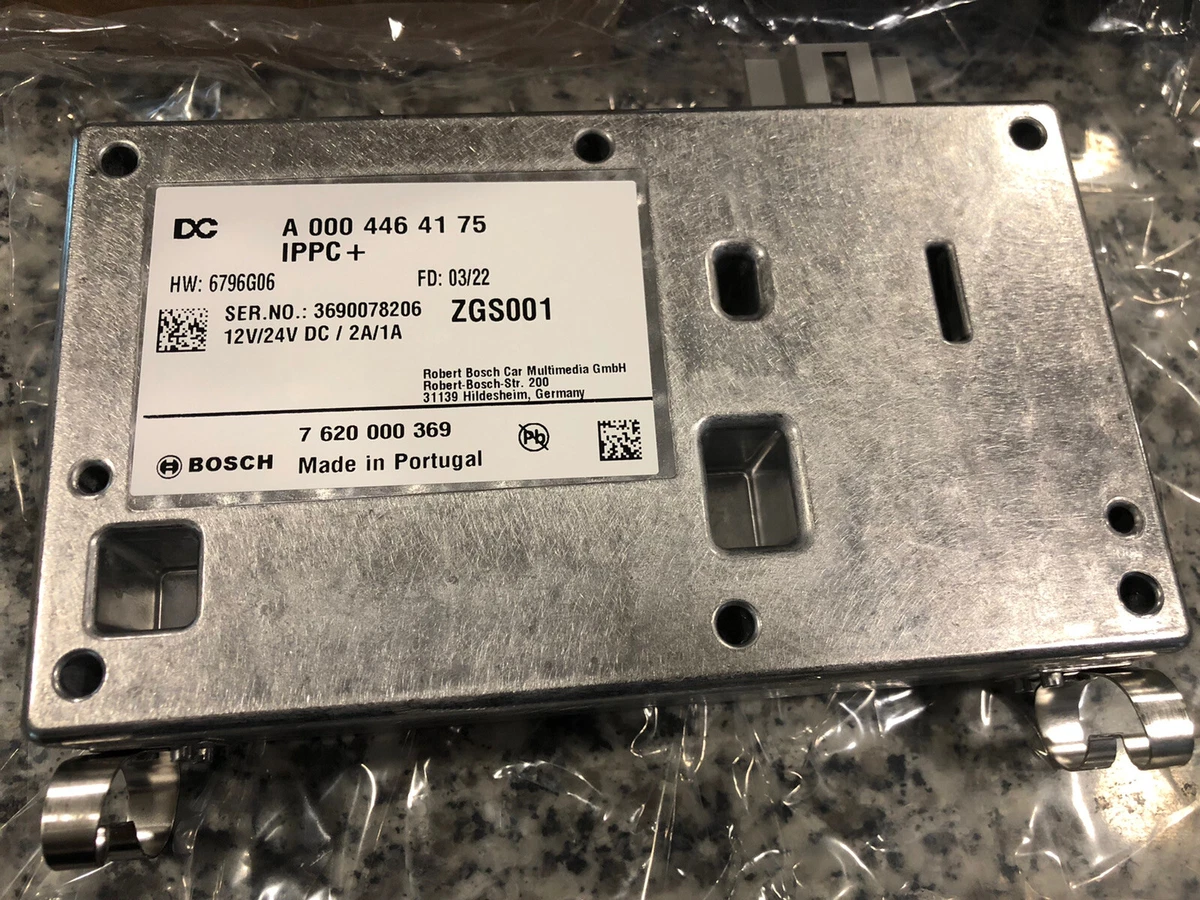 DC A 000 446 41 75
IPPC+
HW: 6796G06 FD: 03/22
SER.NO.: 3690078206 ZGS001
12V/24V DC / 2A/1A
Robert Bosch Car Multimedia GmbH
Robert-Bosch-Str. 200
31139 Hildesheim, Germany
7 620 000 369 Pb
BOSCH Made in Portugal